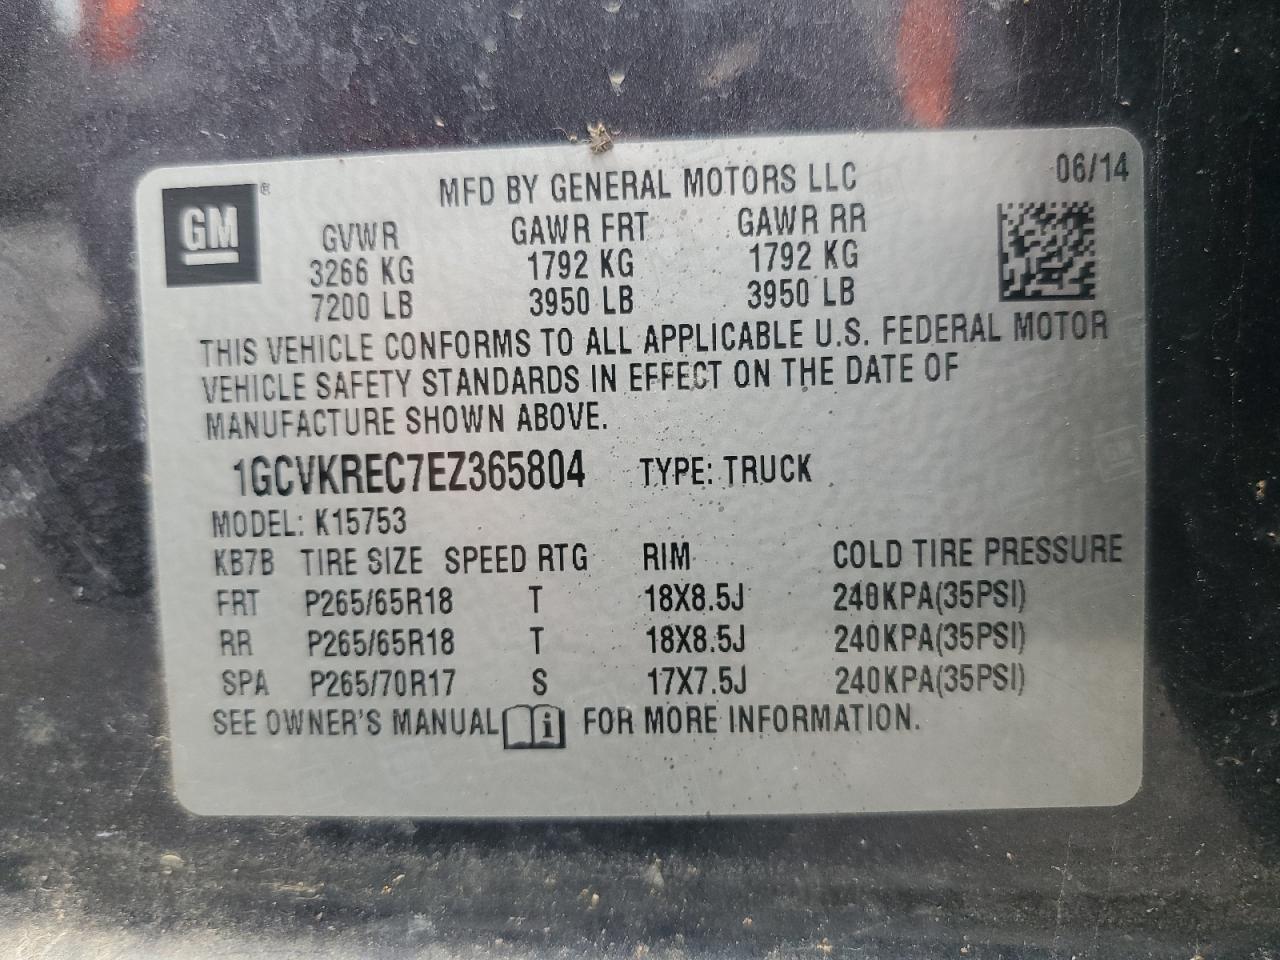 GM ®
MFD BY GENERAL MOTORS LLC 06/14
GVWR GAWR FRT GAWR RR
3266 KG 1792 KG 1792 KG
7200 LB 3950 LB 3950 LB
THIS VEHICLE CONFORMS TO ALL APPLICABLE U.S. FEDERAL MOTOR
VEHICLE SAFETY STANDARDS IN EFFECT ON THE DATE OF
MANUFACTURE SHOWN ABOVE.
1GCVKREC7EZ365804 TYPE: TRUCK
MODEL: K15753
KB7B TIRE SIZE SPEED RTG RIM COLD TIRE PRESSURE
FRT P265/65R18 T 18X8.5J 240KPA(35PSI)
RR P265/65R18 T 18X8.5J 240KPA(35PSI)
SPA P265/70R17 S 17X7.5J 240KPA(35PSI)
SEE OWNER'S MANUAL i FOR MORE INFORMATION.